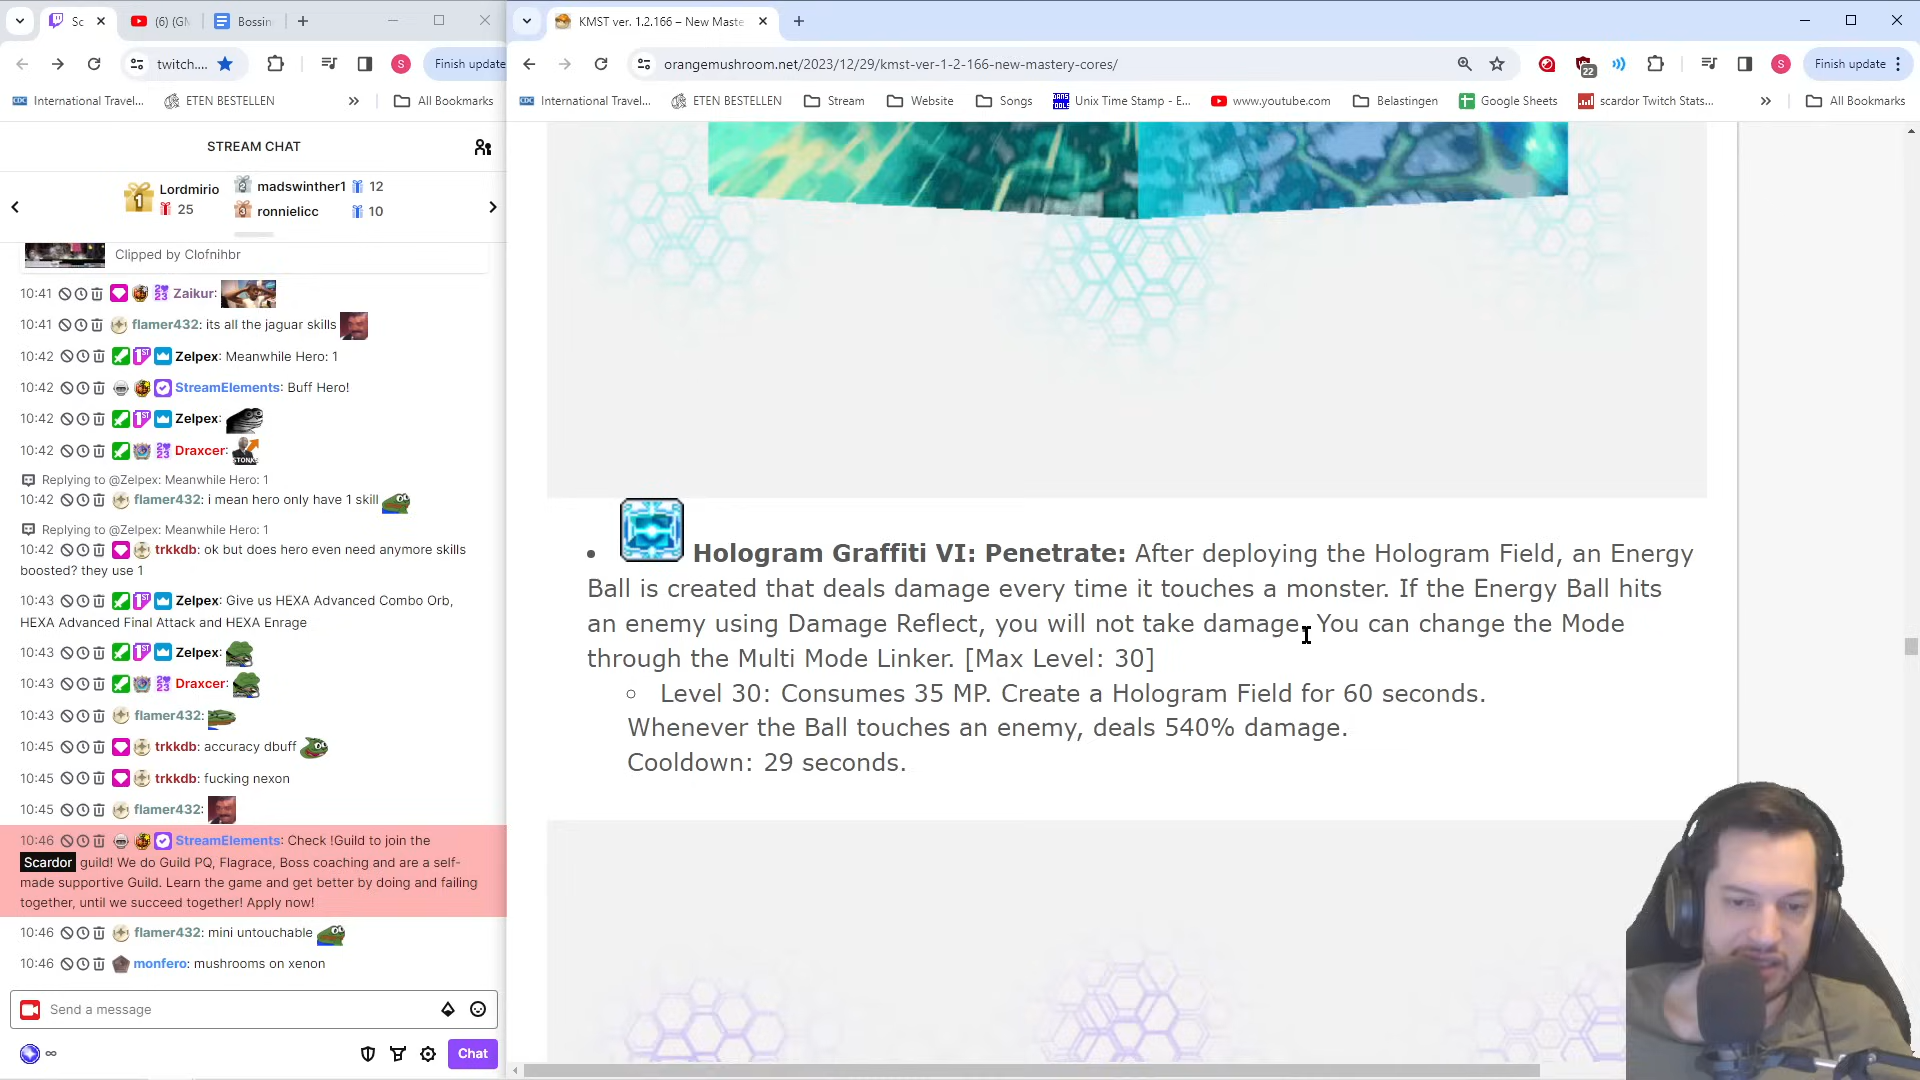 Sc
(6) (GM
Bossin
KMST ver. 1.2.166 – New Maste
twitch....
S
Finish update
orangemushroom.net/2023/12/29/kmst-ver-1-2-166-new-mastery-cores/
22
S
Finish update
International Travel...
ETEN BESTELLEN
All Bookmarks
International Travel...
ETEN BESTELLEN
Stream
Website
Songs
Unix Time Stamp - E...
www.youtube.com
Belastingen
Google Sheets
scardor Twitch Stats...
All Bookmarks
STREAM CHAT
1 Lordmirio 25
2 madswinther1 12
3 ronnielicc 10
Clipped by Clofnihbr
10:41 Zaikur:
10:41 flamer432: its all the jaguar skills
10:42 Zelpex: Meanwhile Hero: 1
10:42 StreamElements: Buff Hero!
10:42 Zelpex:
10:42 Draxcer: STONKS
Replying to @Zelpex: Meanwhile Hero: 1
10:42 flamer432: i mean hero only have 1 skill
Replying to @Zelpex: Meanwhile Hero: 1
10:42 trkkdb: ok but does hero even need anymore skills
boosted? they use 1
10:43 Zelpex: Give us HEXA Advanced Combo Orb,
HEXA Advanced Final Attack and HEXA Enrage
10:43 Zelpex:
10:43 Draxcer:
10:43 flamer432:
10:45 trkkdb: accuracy dbuff
10:45 trkkdb: fucking nexon
10:45 flamer432:
10:46 StreamElements: Check !Guild to join the
Scardor guild! We do Guild PQ, Flagrace, Boss coaching and are a self-
made supportive Guild. Learn the game and get better by doing and failing
together, until we succeed together! Apply now!
10:46 flamer432: mini untouchable
10:46 monfero: mushrooms on xenon
Send a message
∞
Chat
• Hologram Graffiti VI: Penetrate: After deploying the Hologram Field, an Energy
Ball is created that deals damage every time it touches a monster. If the Energy Ball hits
an enemy using Damage Reflect, you will not take damage. You can change the Mode
through the Multi Mode Linker. [Max Level: 30]
○ Level 30: Consumes 35 MP. Create a Hologram Field for 60 seconds.
Whenever the Ball touches an enemy, deals 540% damage.
Cooldown: 29 seconds.